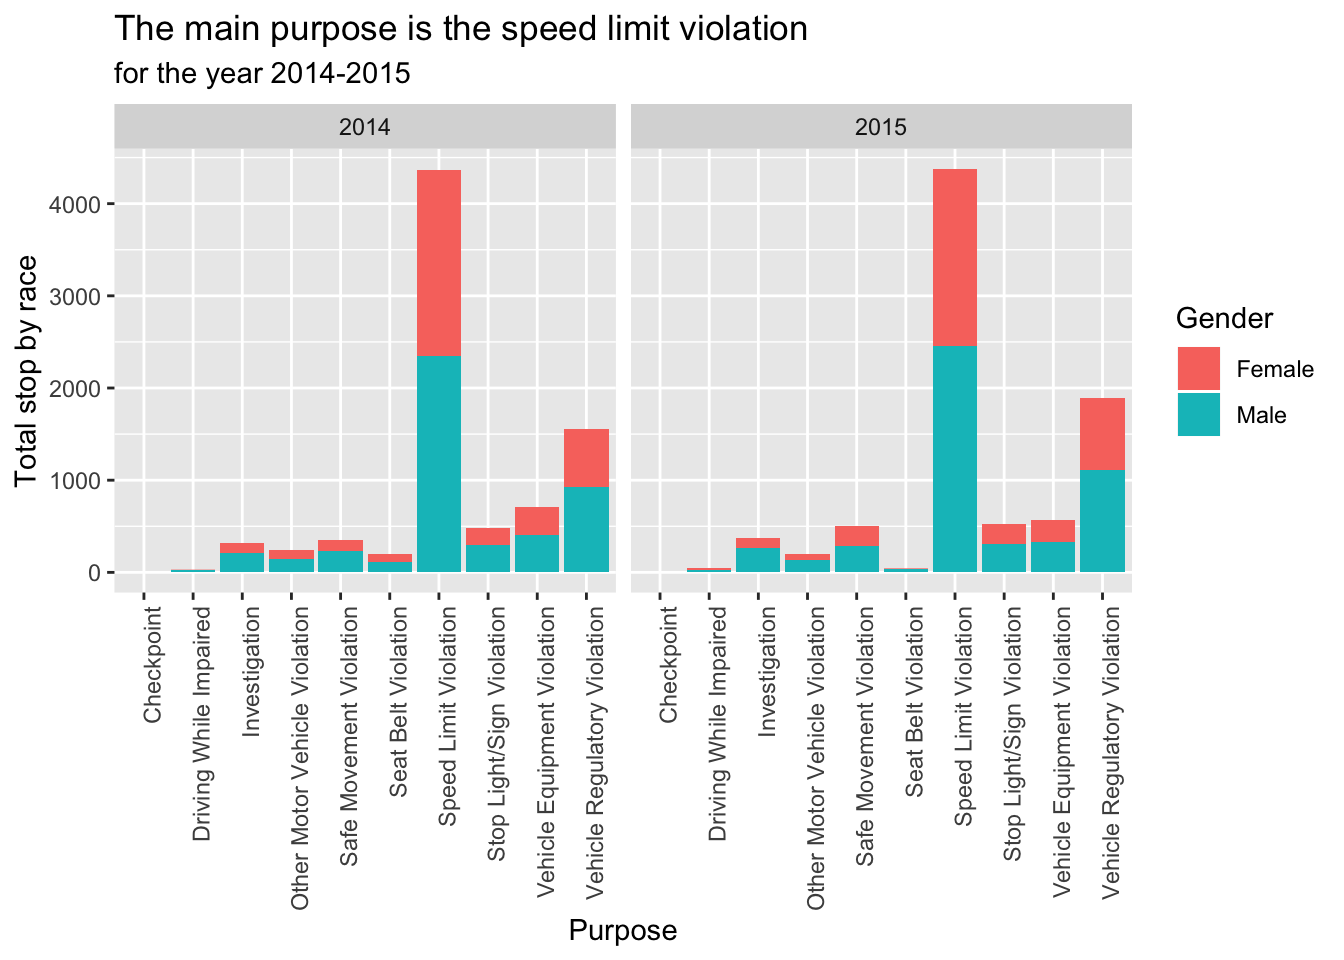 The main purpose is the speed limit violation
for the year 2014-2015
2014
2015
Total stop by race
4000
3000
2000
1000
0
Gender
Female
Male
Checkpoint
Driving While Impaired
Investigation
Other Motor Vehicle Violation
Safe Movement Violation
Seat Belt Violation
Speed Limit Violation
Stop Light/Sign Violation
Vehicle Equipment Violation
Vehicle Regulatory Violation
Checkpoint
Driving While Impaired
Investigation
Other Motor Vehicle Violation
Safe Movement Violation
Seat Belt Violation
Speed Limit Violation
Stop Light/Sign Violation
Vehicle Equipment Violation
Vehicle Regulatory Violation
Purpose